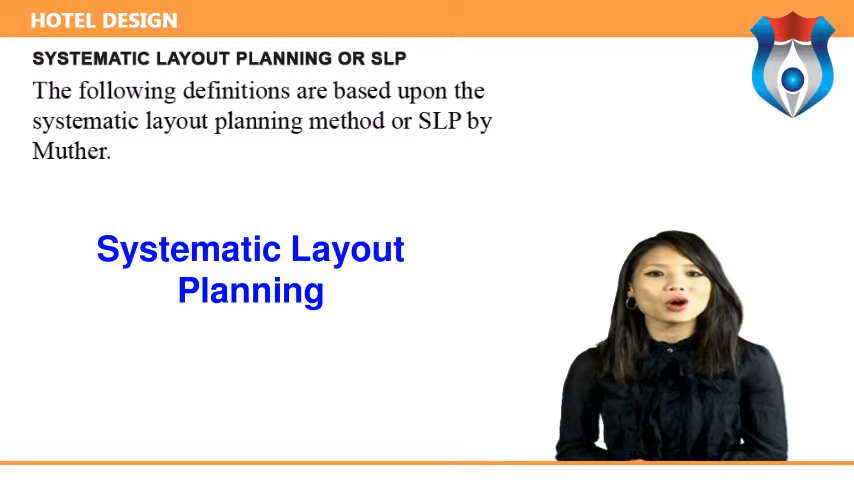 HOTEL DESIGN
SYSTEMATIC LAYOUT PLANNING OR SLP
The following definitions are based upon the
systematic layout planning method or SLP by
Muther.
Systematic Layout
Planning